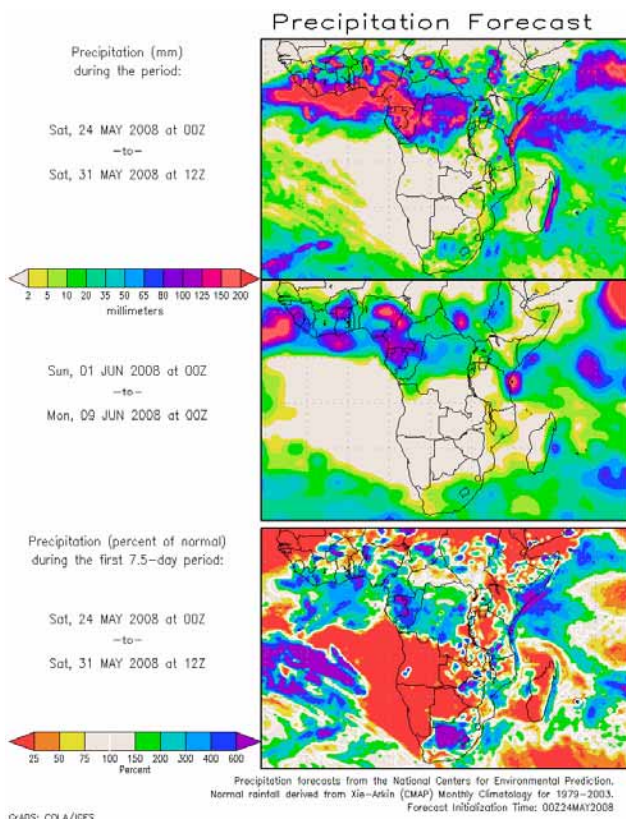 Precipitation Forecast
Precipitation (mm)
during the period:
Sat, 24 MAY 2008 at 00Z
-to-
Sat, 31 MAY 2008 at 12Z
2 5 10 20 35 50 65 80 100 125 150 200
millimeters
Sun, 01 JUN 2008 at 00Z
-to-
Mon, 09 JUN 2008 at 00Z
Precipitation (percent of normal)
during the first 7.5-day period:
Sat, 24 MAY 2008 at 00Z
-to-
Sat, 31 MAY 2008 at 12Z
25 50 75 100 150 200 300 400 600
Percent
Precipitation forecasts from the National Centers for Environmental Prediction.
Normal rainfall derived from Xie-Arkin (CMAP) Monthly Climatology for 1979-2003.
Forecast Initialization Time: 00Z24MAY2008
GrADS: COLA/IGES